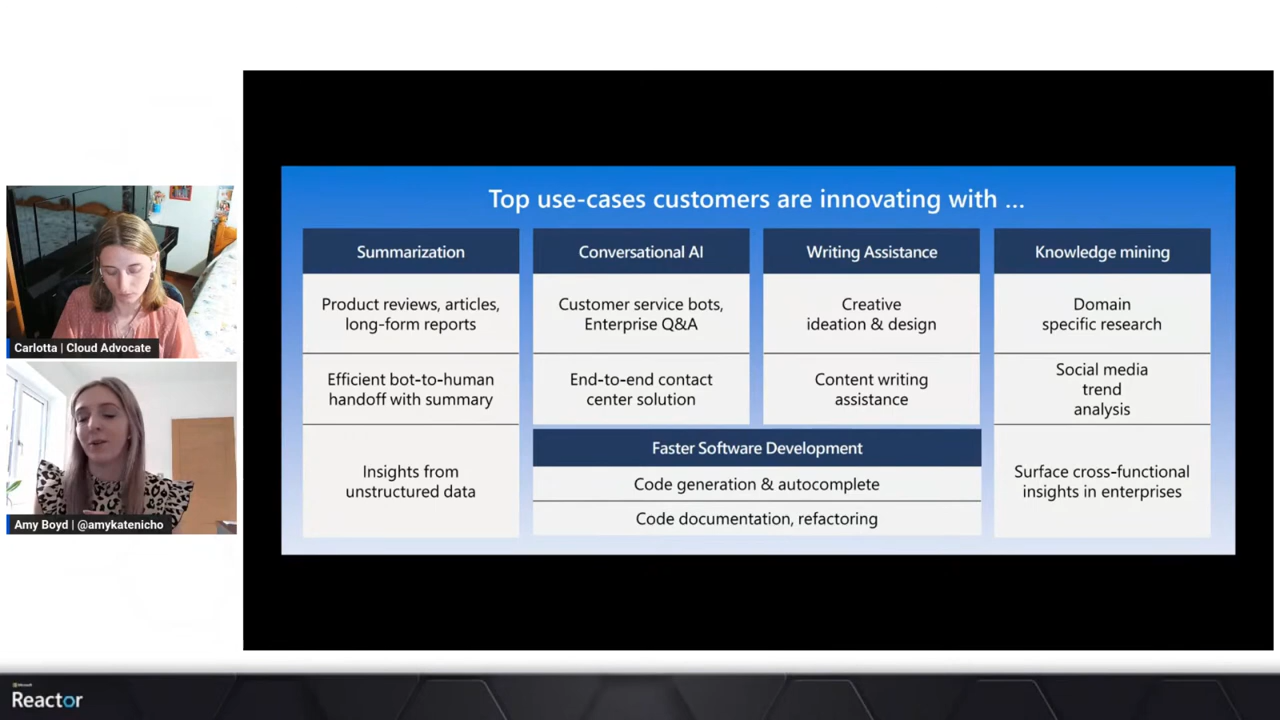 Top use-cases customers are innovating with ...
Summarization
Product reviews, articles,
long-form reports
Efficient bot-to-human
handoff with summary
Insights from
unstructured data
Conversational AI
Customer service bots,
Enterprise Q&A
End-to-end contact
center solution
Writing Assistance
Creative
ideation & design
Content writing
assistance
Faster Software Development
Code generation & autocomplete
Code documentation, refactoring
Knowledge mining
Domain
specific research
Social media
trend
analysis
Surface cross-functional
insights in enterprises
Carlotta | Cloud Advocate
Amy Boyd | @amykatenicho
Microsoft
Reactor